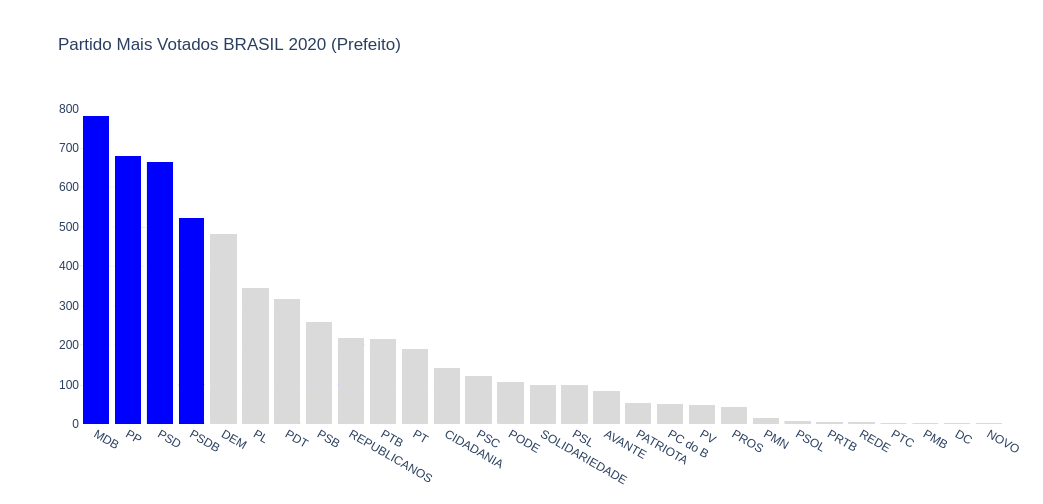 Partido Mais Votados BRASIL 2020 (Prefeito)
800
700
600
500
400
300
200
100
0
MDB
PP
PSD
PSDB
DEM
PL
PDT
PSB
REPUBLICANOS
PTB
PT
CIDADANIA
PSC
PODE
SOLIDARIEDADE
PSL
AVANTE
PATRIOTA
PC do B
PV
PROS
PMN
PSOL
PRTB
REDE
PTC
PMB
DC
NOVO